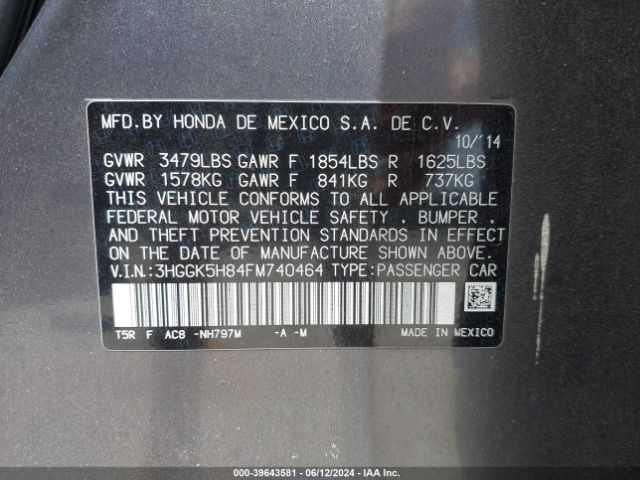 MFD.BY HONDA DE MEXICO S.A. DE C.V.
10/'14
GVWR 3479LBS GAWR F 1854LBS R 1625LBS
GVWR 1578KG GAWR F 841KG R 737KG
THIS VEHICLE CONFORMS TO ALL APPLICABLE
FEDERAL MOTOR VEHICLE SAFETY . BUMPER .
AND THEFT PREVENTION STANDARDS IN EFFECT
ON THE DATE OF MANUFACTURE SHOWN ABOVE.
V.I.N.:3HGGK5H84FM740464 TYPE:PASSENGER CAR
T5R F AC8 -NH797M -A -M MADE IN MEXICO
000-39643581 - 06/12/2024 - IAAI.com